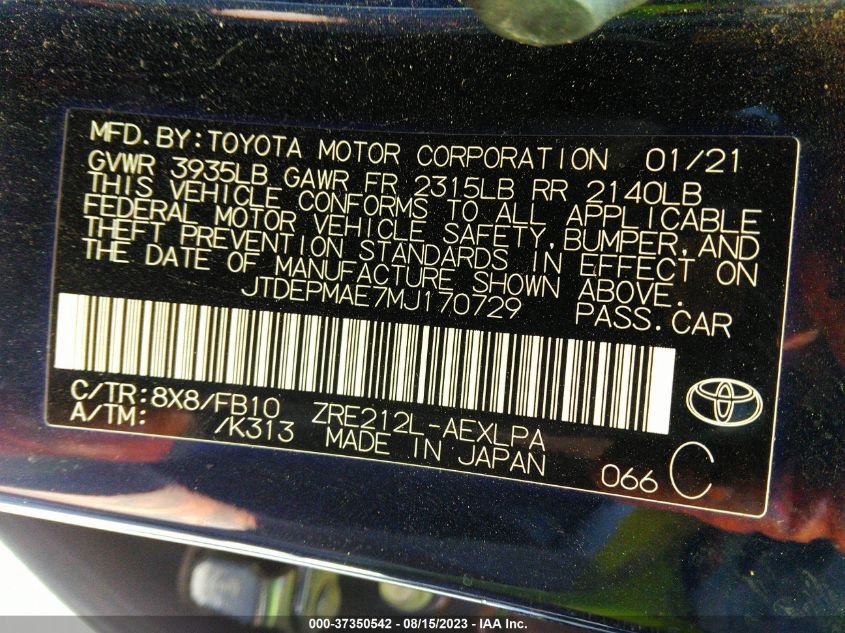 MFD.BY:TOYOTA MOTOR CORPORATION 01/21
GVWR 3935LB GAWR FR 2315LB RR 2140LB
THIS VEHICLE CONFORMS TO ALL APPLICABLE
FEDERAL MOTOR VEHICLE SAFETY,BUMPER,AND
THEFT PREVENTION STANDARDS IN EFFECT ON
THE DATE OF MANUFACTURE SHOWN ABOVE.
JTDEPMAE7MJ170729 PASS.CAR
C/TR:8X8/FB10 ZRE212L-AEXLPA
A/TM: /K313 MADE IN JAPAN
066 C
000-37350542 - 08/15/2023 - IAA Inc.